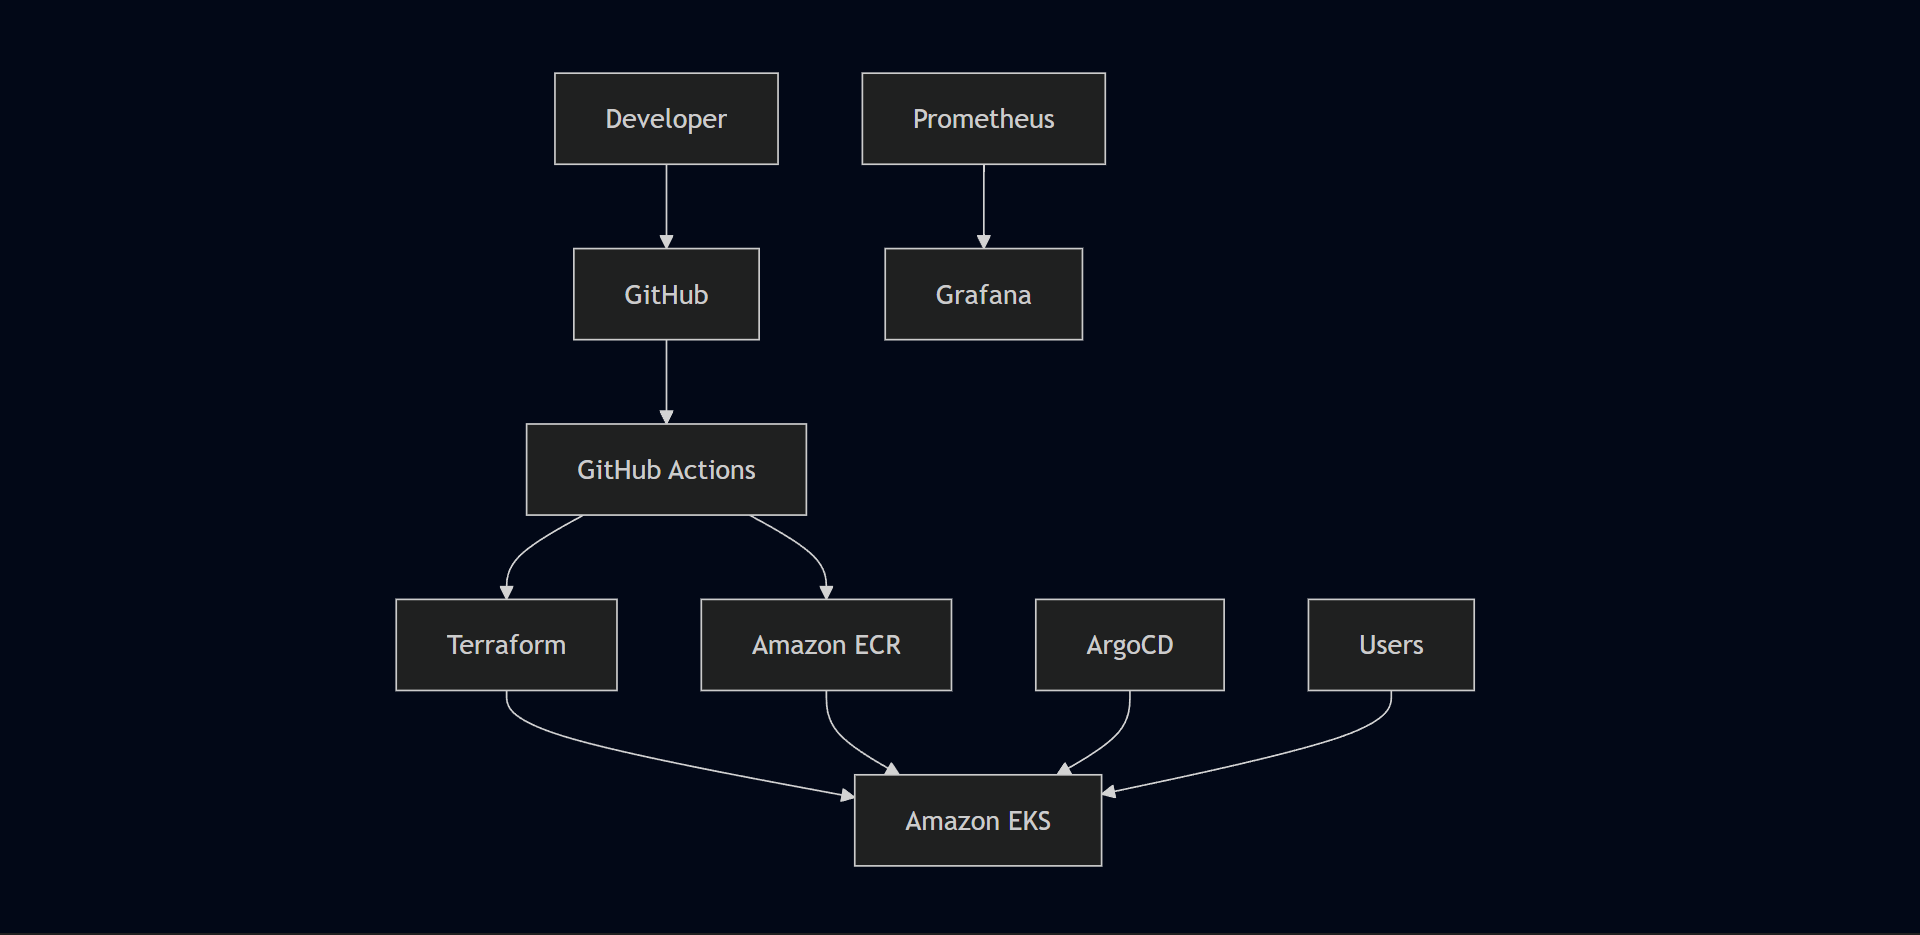 Developer
Prometheus
GitHub
Grafana
GitHub Actions
Terraform
Amazon ECR
ArgoCD
Users
Amazon EKS